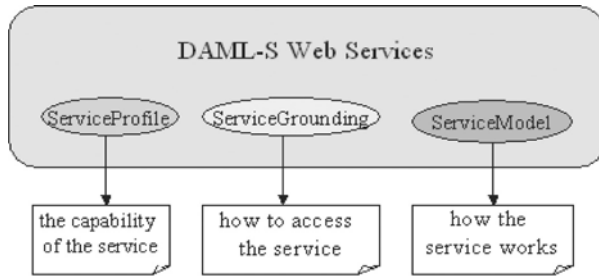 DAML-S Web Services
ServiceProfile
ServiceGrounding
ServiceModel
the capability
of the service
how to access
the service
how the
service works